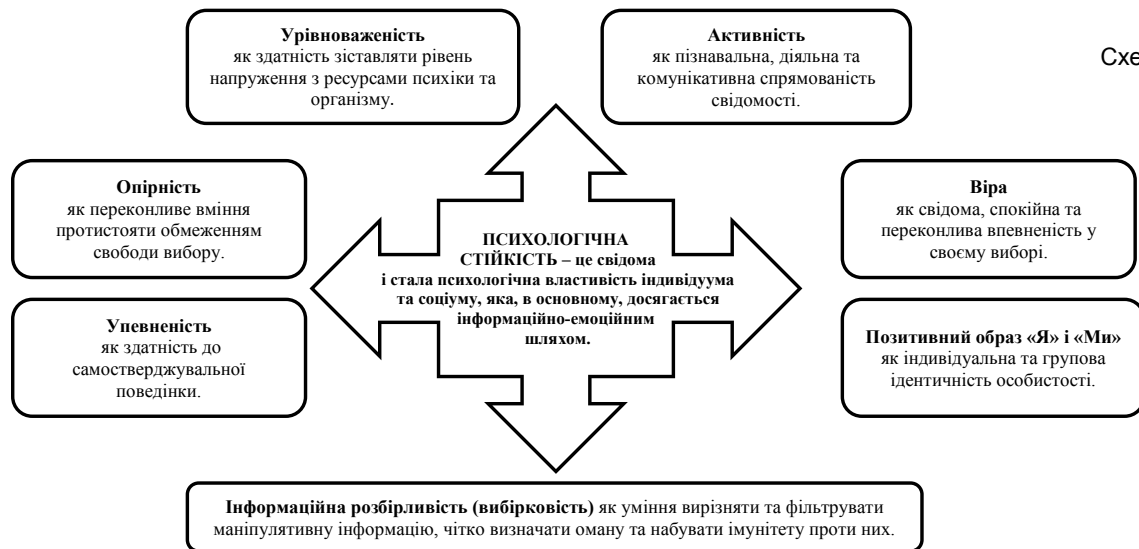 Урівноваженість
як здатність зіставляти рівень
напруження з ресурсами психіки та
організму.
Активність
як пізнавальна, діяльна та
комунікативна спрямованість
свідомості.
Схе
Опірність
як переконливе вміння
протистояти обмеженням
свободи вибору.
Віра
як свідома, спокійна та
переконлива впевненість у
своєму виборі.
ПСИХОЛОГІЧНА
СТІЙКІСТЬ – це свідома
і стала психологічна властивість індивідуума
та соціуму, яка, в основному, досягається
інформаційно-емоційним
шляхом.
Упевненість
як здатність до
самостверджувальної
поведінки.
Позитивний образ «Я» і «Ми»
як індивідуальна та групова
ідентичність особистості.
Інформаційна розбірливість (вибірковість) як уміння вирізняти та фільтрувати
маніпулятивну інформацію, чітко визначати оману та набувати імунітету проти них.